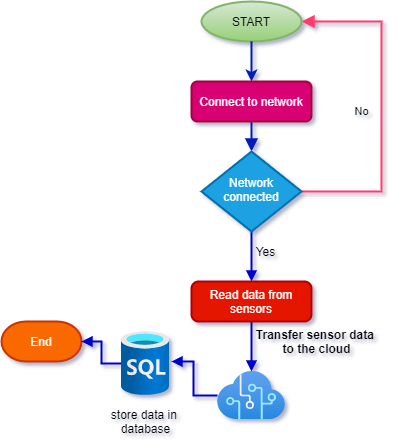 START
Connect to network
No
Network
connected
Yes
Read data from
sensors
Transfer sensor data
to the cloud
End
SQL
store data in
database